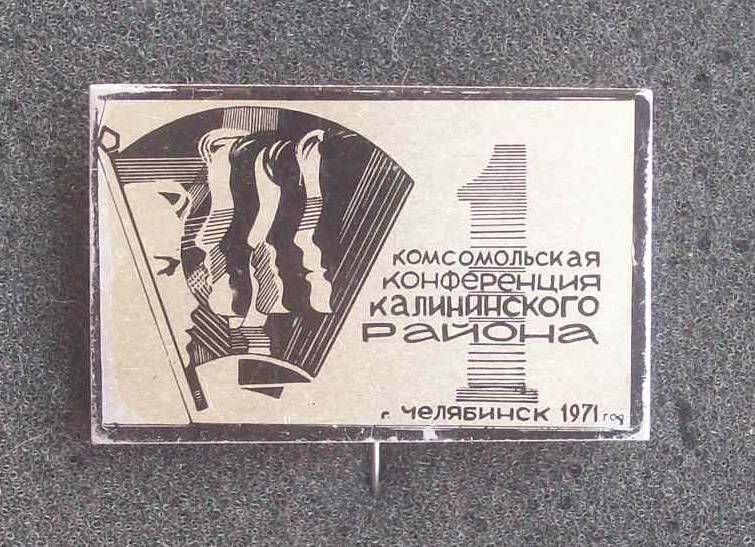 1
КОМСОМОЛЬСКАЯ
КОНФЕРЕНЦИЯ
КАЛИНИНСКОГО
РАЙОНА
г. ЧЕЛЯБИНСК 1971 год